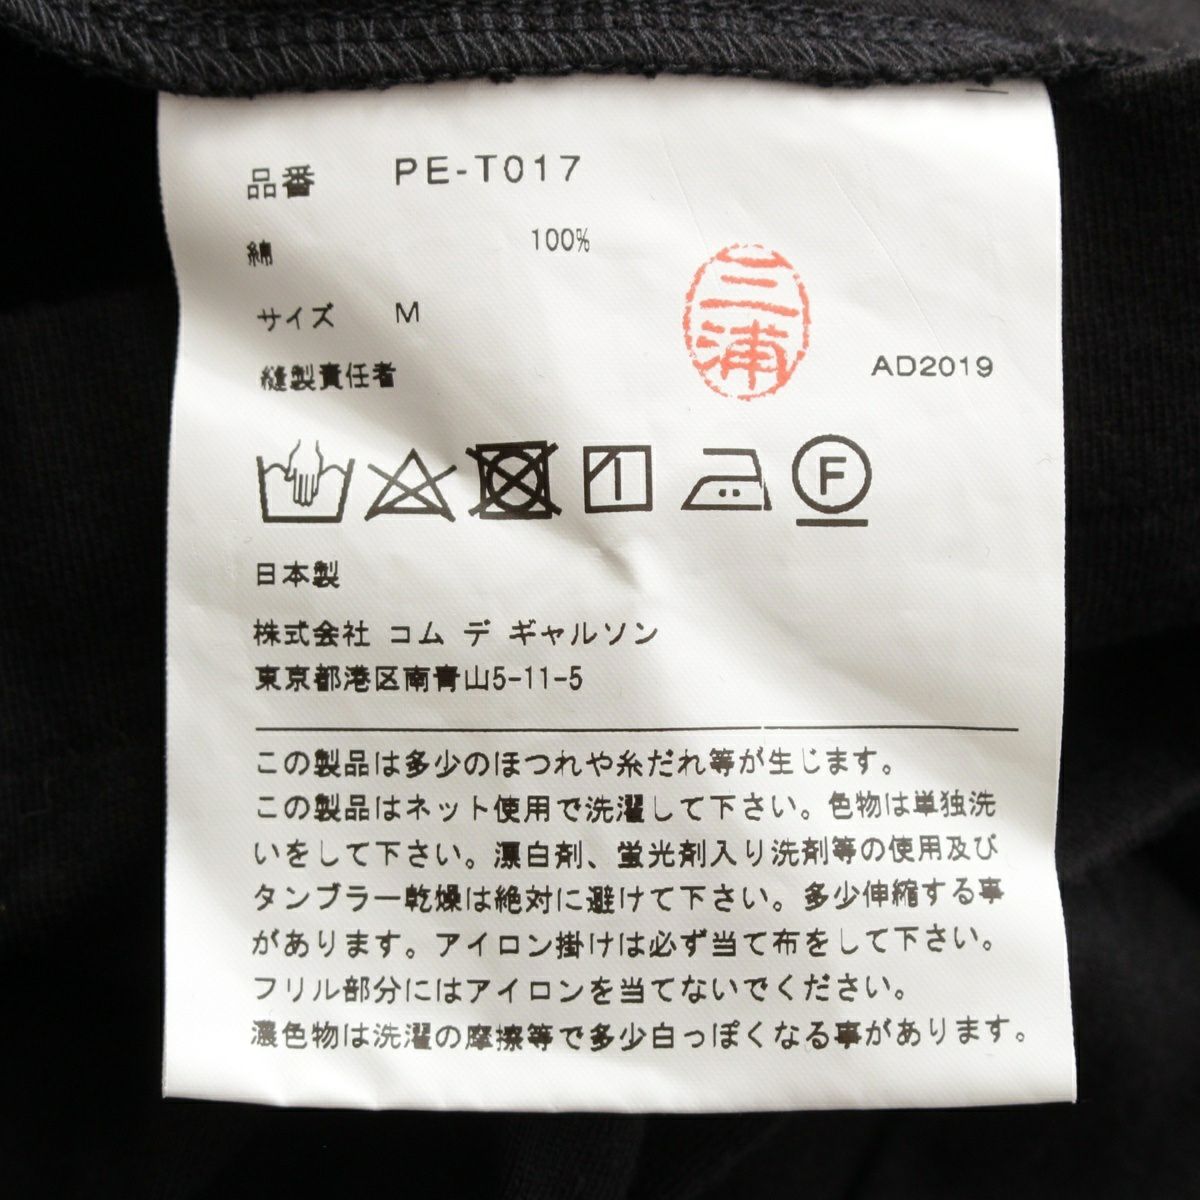 品番 PE-T017
綿 100%
サイズ M
縫製責任者 三浦 AD2019
F
日本製
株式会社 コム デ ギャルソン
東京都港区南青山5-11-5
この製品は多少のほつれや糸だれ等が生じます。
この製品はネット使用で洗濯して下さい。色物は単独洗
いをして下さい。漂白剤、蛍光剤入り洗剤等の使用及び
タンブラー乾燥は絶対に避けて下さい。多少伸縮する事
があります。アイロン掛けは必ず当て布をして下さい。
フリル部分にはアイロンを当てないでください。
濃色物は洗濯の摩擦等で多少白っぽくなる事があります。